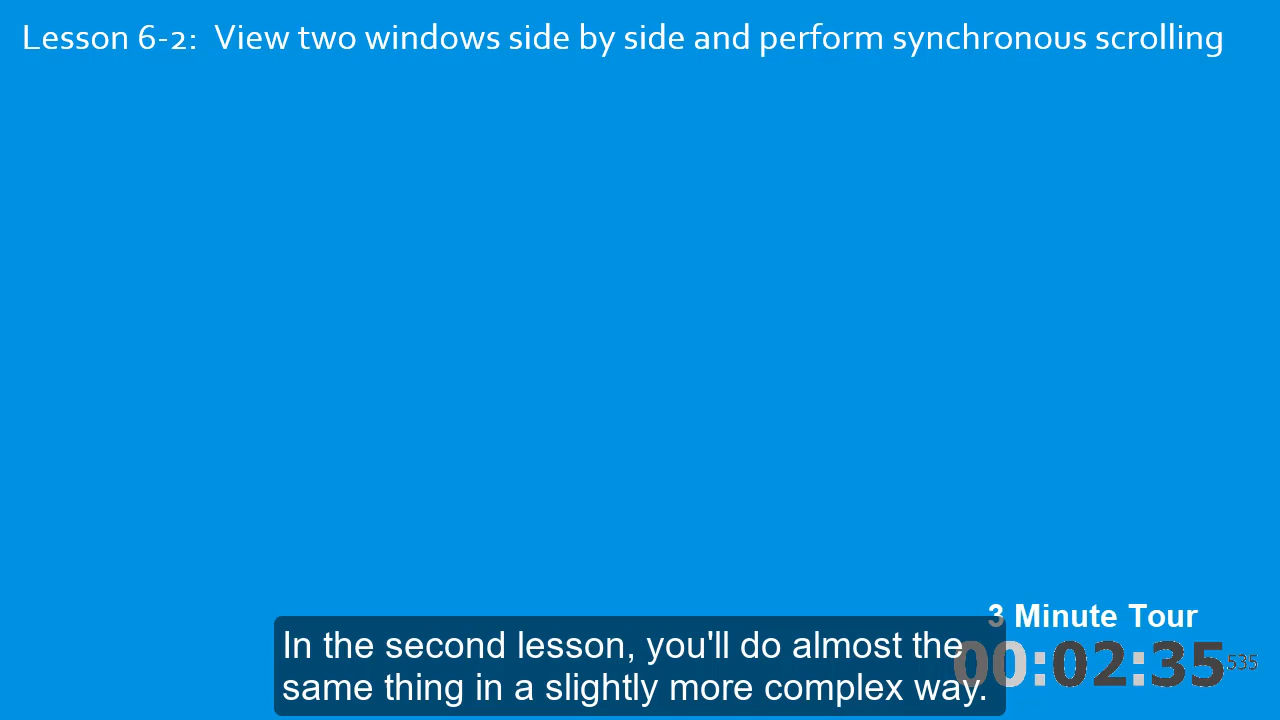 Lesson 6-2: View two windows side by side and perform synchronous scrolling
3 Minute Tour
In the second lesson, you'll do almost the
same thing in a slightly more complex way.
00:02:35 535